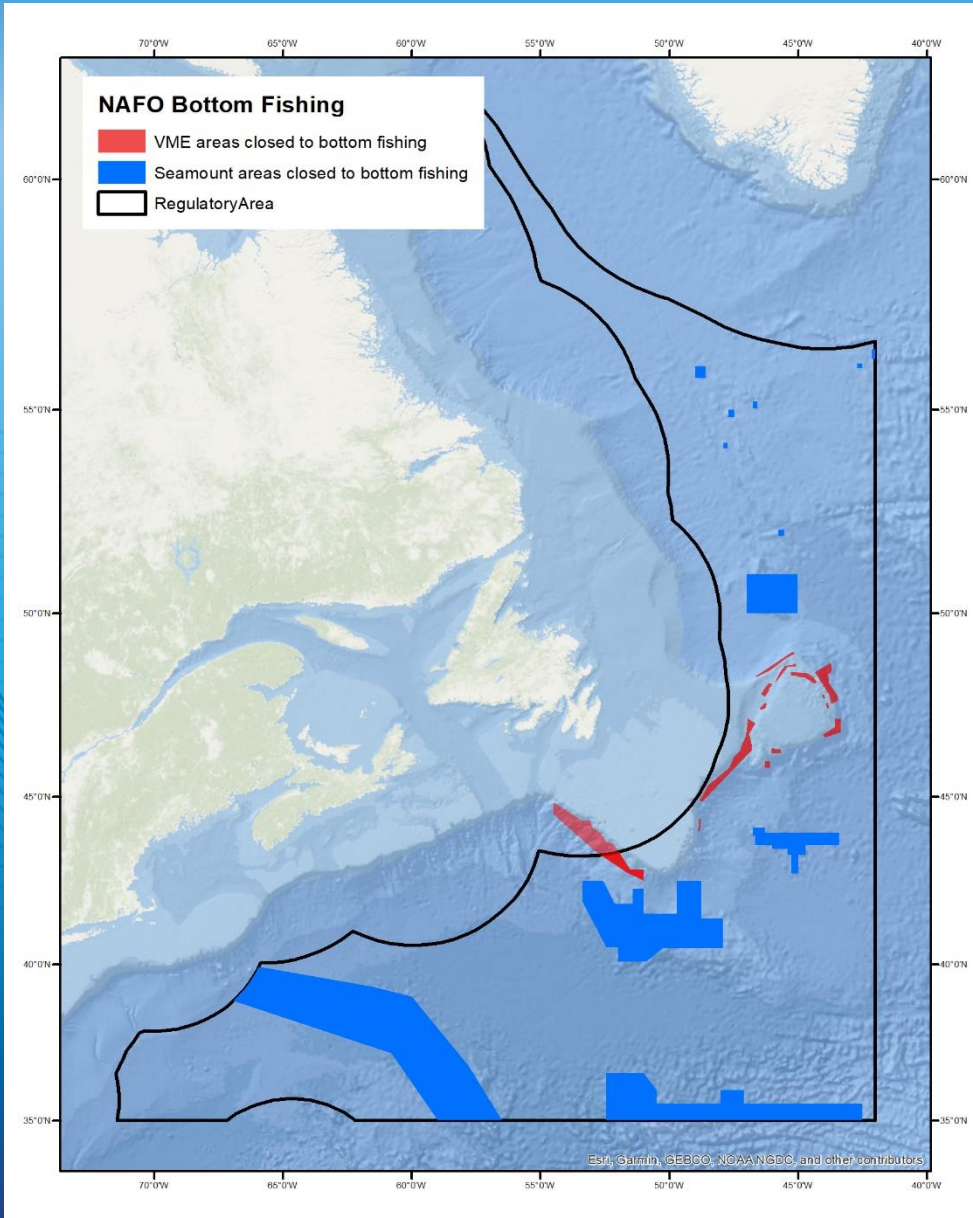 70°0'W 65°0'W 60°0'W 55°0'W 50°0'W 45°0'W 40°0'W
NAFO Bottom Fishing
VME areas closed to bottom fishing
Seamount areas closed to bottom fishing
RegulatoryArea
60°0'N 60°0'N
55°0'N 55°0'N
50°0'N 50°0'N
45°0'N 45°0'N
40°0'N 40°0'N
35°0'N 35°0'N
Esri, Garmin, GEBCO, NOAA NGDC, and other contributors
70°0'W 65°0'W 60°0'W 55°0'W 50°0'W 45°0'W 40°0'W